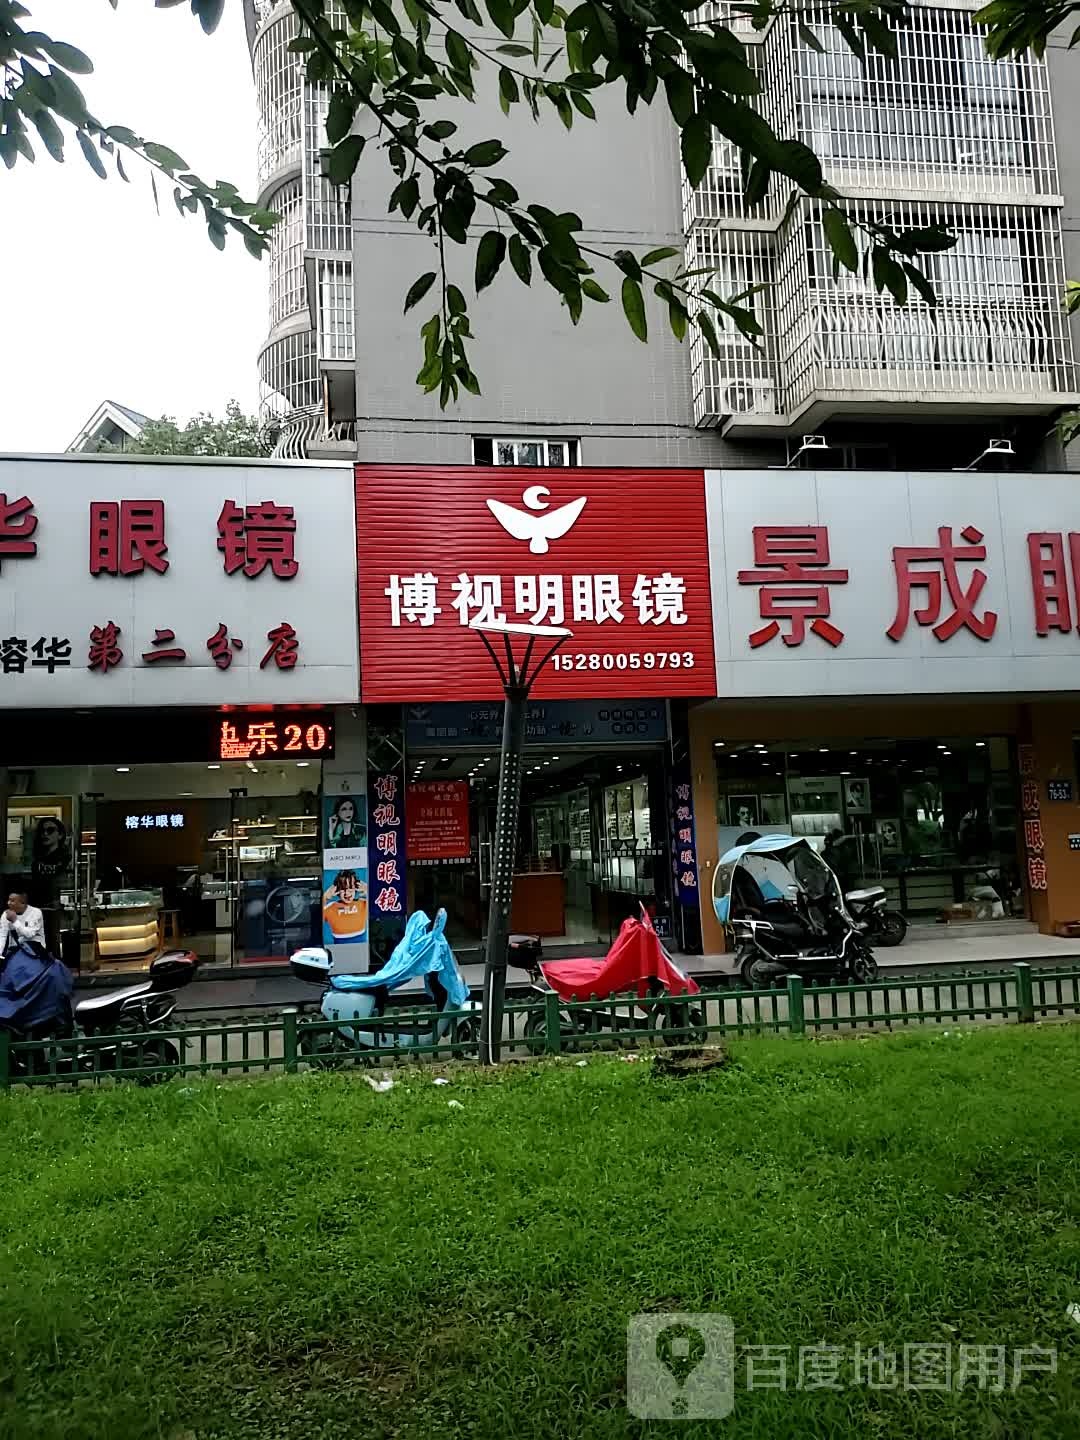 华眼镜
榕华 第二分店
博视明眼镜
15280059793
景成眼
乐20
榕华眼镜
博视明眼镜
博视明眼镜
景成眼镜
FILA
百度地图用户